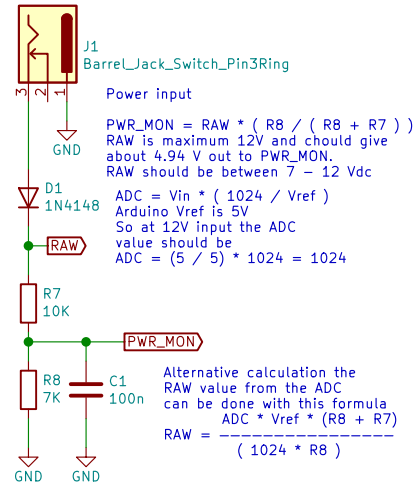 J1
Barrel_Jack_Switch_Pin3Ring
3
2
1
Power input
GND
PWR_MON = RAW * ( R8 / ( R8 + R7 ) )
RAW is maximum 12V and chould give
about 4.94 V out to PWR_MON.
RAW should be between 7 - 12 Vdc
D1
1N4148
ADC = Vin * ( 1024 / Vref )
Arduino Vref is 5V
So at 12V input the ADC
value should be
ADC = (5 / 5) * 1024 = 1024
RAW
R7
10K
PWR_MON
R8
7K
C1
100n
Alternative calculation the
RAW value from the ADC
can be done with this formula
ADC * Vref * (R8 + R7)
RAW = ----------------
( 1024 * R8 )
GND
GND